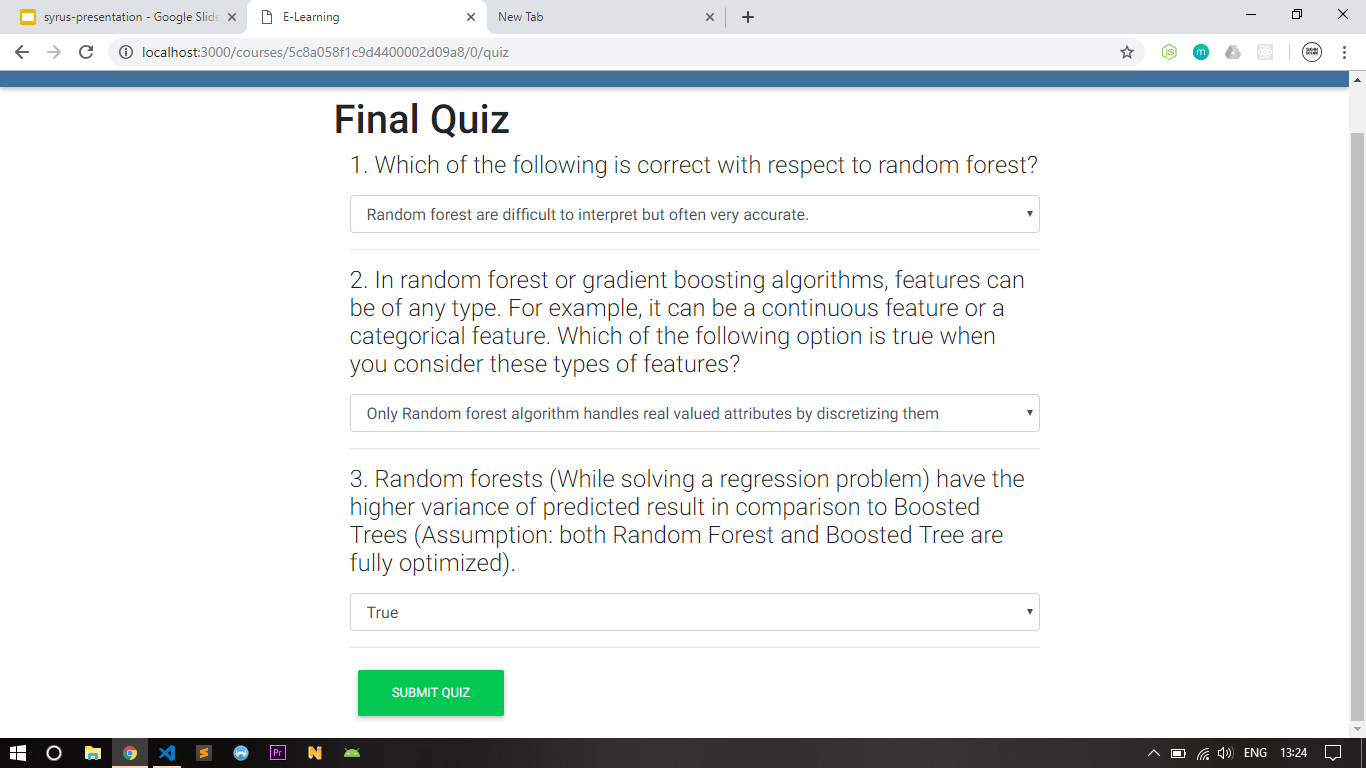 syrus-presentation - Google Slide
E-Learning
New Tab
localhost:3000/courses/5c8a058f1c9d4400002d09a8/0/quiz
Final Quiz
1. Which of the following is correct with respect to random forest?
Random forest are difficult to interpret but often very accurate.
2. In random forest or gradient boosting algorithms, features can
be of any type. For example, it can be a continuous feature or a
categorical feature. Which of the following option is true when
you consider these types of features?
Only Random forest algorithm handles real valued attributes by discretizing them
3. Random forests (While solving a regression problem) have the
higher variance of predicted result in comparison to Boosted
Trees (Assumption: both Random Forest and Boosted Tree are
fully optimized).
True
SUBMIT QUIZ
ENG 13:24